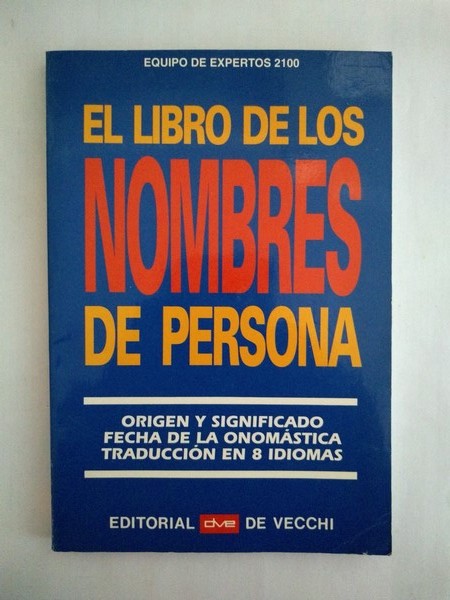 EQUIPO DE EXPERTOS 2100
EL LIBRO DE LOS
NOMBRES
DE PERSONA
ORIGEN Y SIGNIFICADO
FECHA DE LA ONOMÁSTICA
TRADUCCIÓN EN 8 IDIOMAS
EDITORIAL dve DE VECCHI